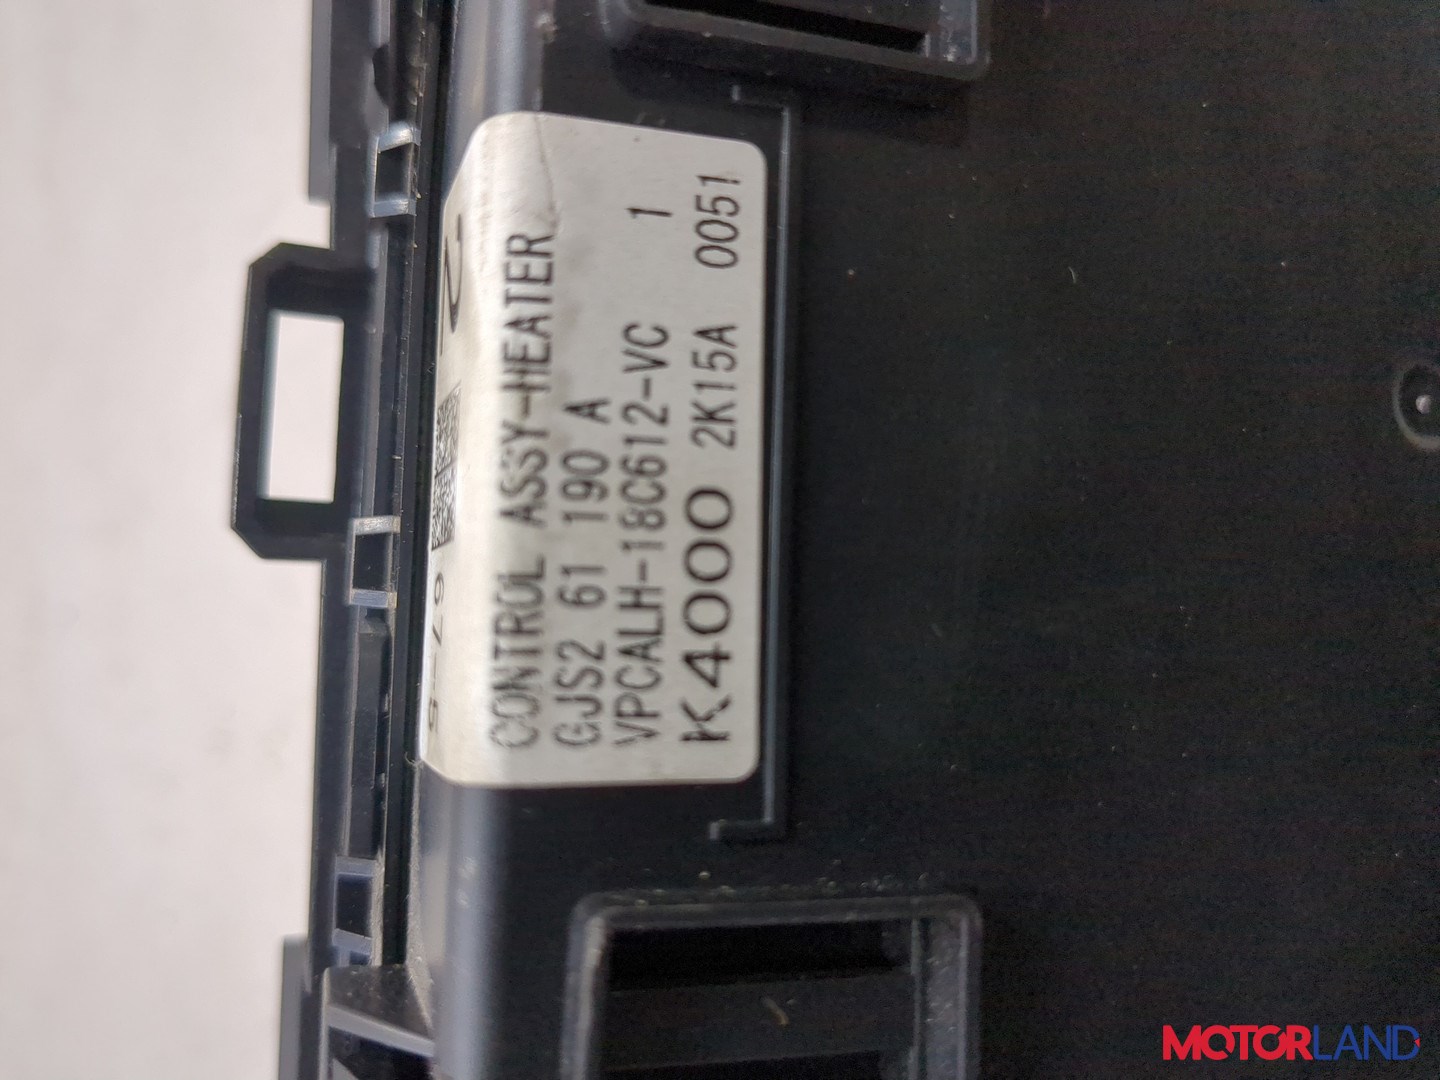 CONTROL ASSY-HEATER
GJS2 61 190 A
VPCALH-18C612-VC 1
K4000 2K15A 0051
MOTORLAND